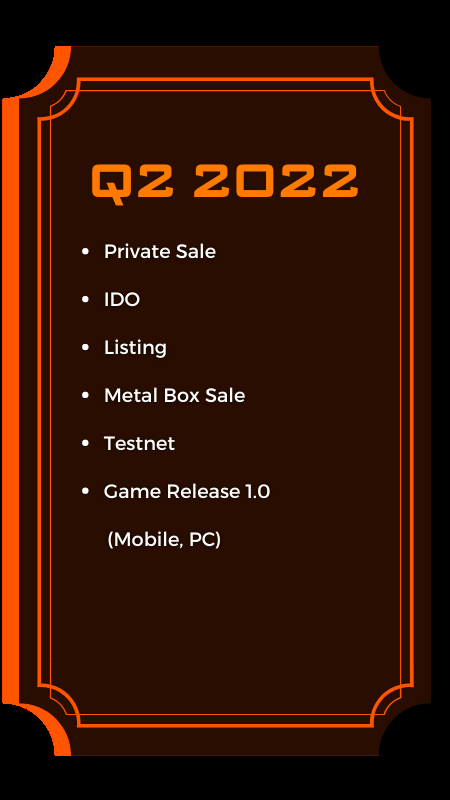 Q2 2022
• Private Sale
• IDO
• Listing
• Metal Box Sale
• Testnet
• Game Release 1.0
(Mobile, PC)